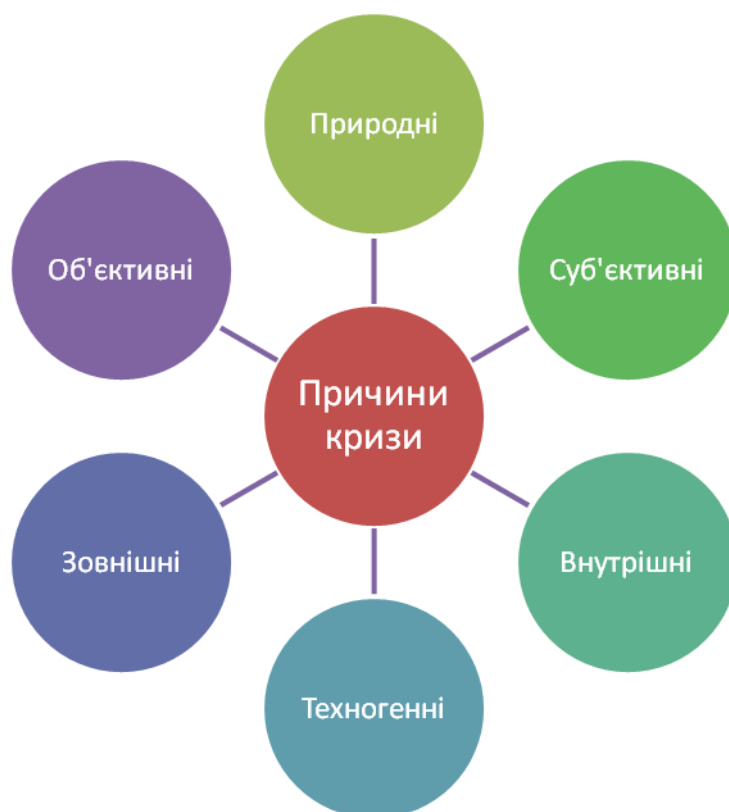 Природні
Об'єктивні
Суб'єктивні
Причини
кризи
Зовнішні
Внутрішні
Техногенні